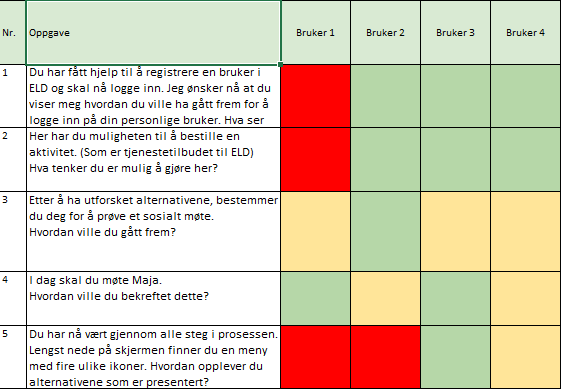 Nr.
Oppgave
Bruker 1
Bruker 2
Bruker 3
Bruker 4
1
Du har fått hjelp til å registrere en bruker i
ELD og skal nå logge inn. Jeg ønsker nå at du
viser meg hvordan du ville ha gått frem for å
logge inn på din personlige bruker. Hva ser
2
Her har du muligheten til å bestille en
aktivitet. (Som er tjenestetilbudet til ELD)
Hva tenker du er mulig å gjøre her?
3
Etter å ha utforsket alternativene, bestemmer
du deg for å prøve et sosialt møte.
Hvordan ville du gått frem?
4
I dag skal du møte Maja.
Hvordan ville du bekreftet dette?
5
Du har nå vært gjennom alle steg i prosessen.
Lengst nede på skjermen finner du en meny
med fire ulike ikoner. Hvordan opplever du
alternativene som er presentert?